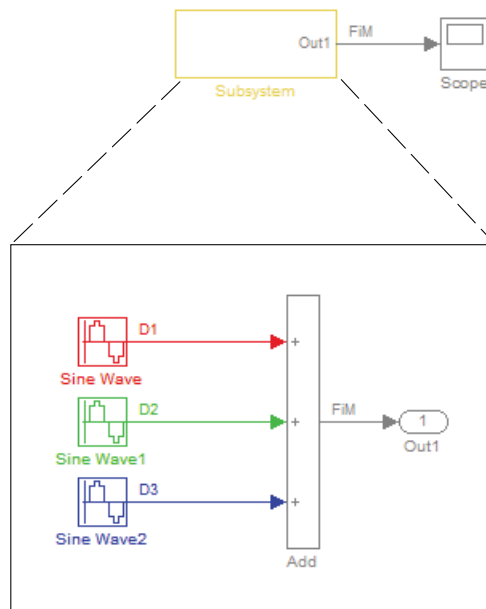 Out1
FiM
Subsystem
Scope
D1
+
Sine Wave
D2
+
FiM
1
Sine Wave1
Out1
D3
+
Sine Wave2
Add